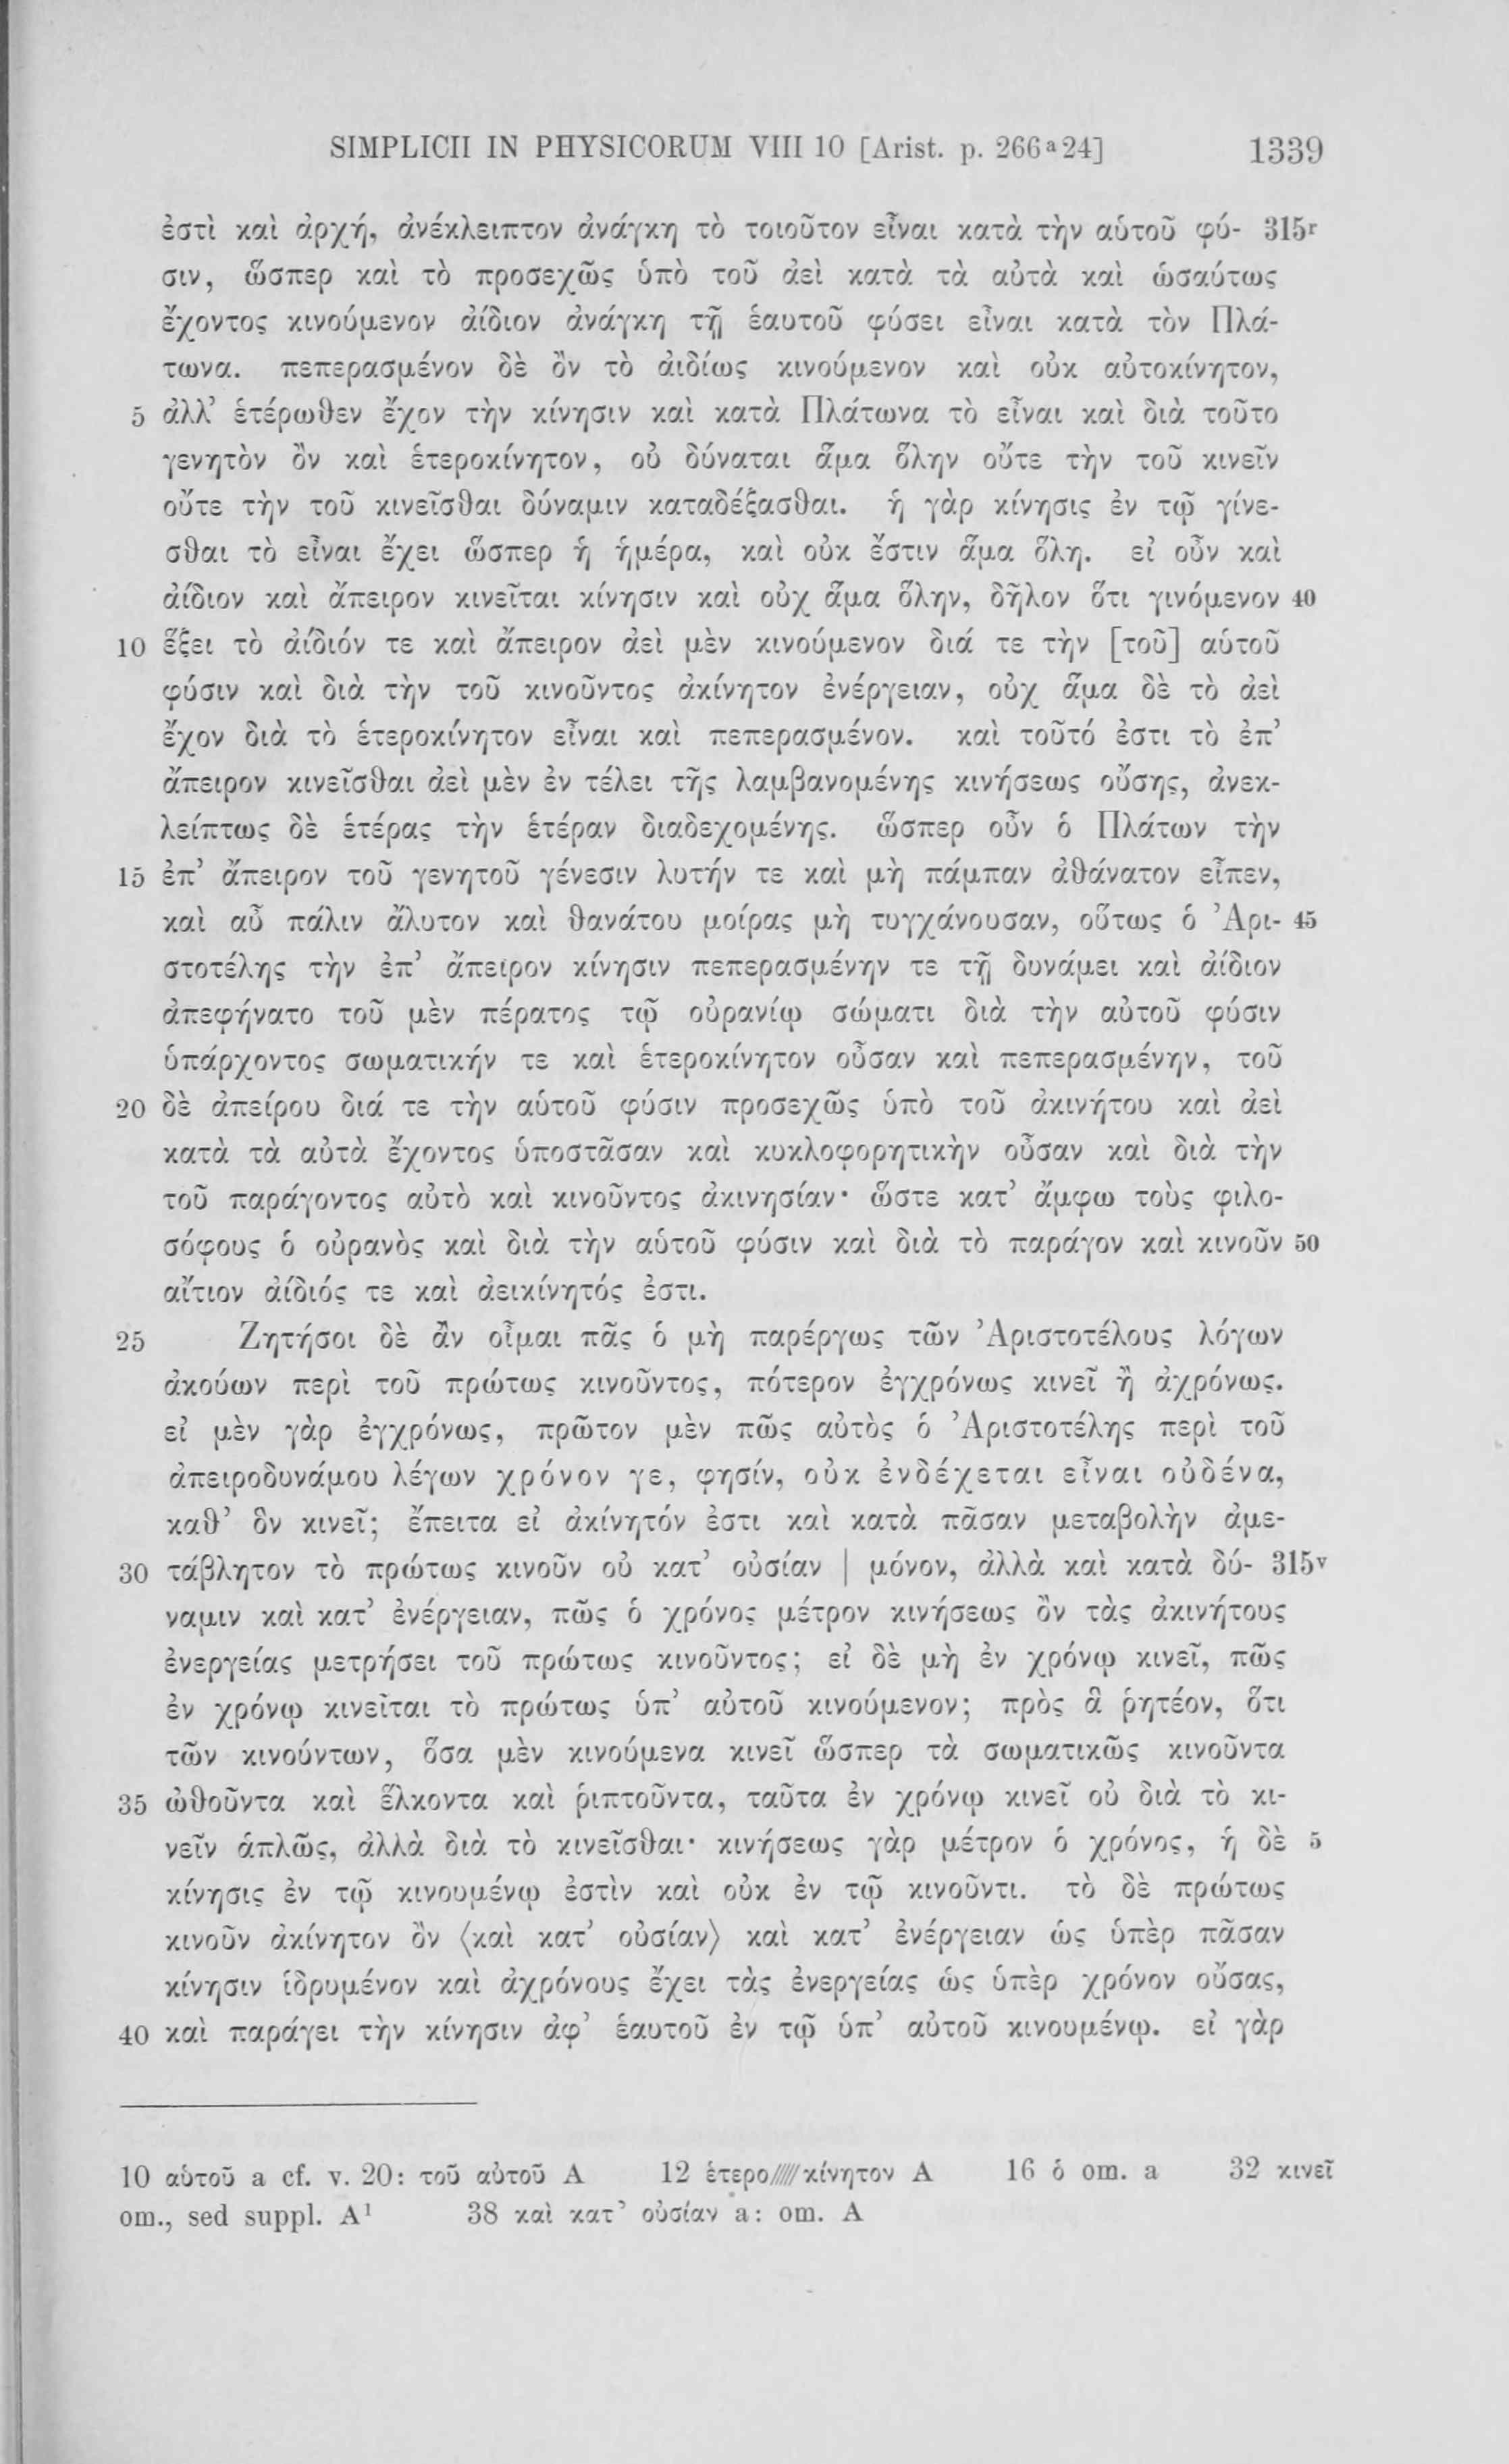 SIMPLICII IN PHYSICORUM VIII 10 [Arist. p. 266ᵃ24] 1339
ἐστὶ καὶ ἀρχή, ἀνέκλειπτον ἀνάγκη τὸ τοιοῦτον εἶναι κατὰ τὴν αὑτοῦ φύ- 315ʳ
σιν, ὥσπερ καὶ τὸ προσεχῶς ὑπὸ τοῦ ἀεὶ κατὰ τὰ αὐτὰ καὶ ὡσαύτως
ἔχοντος κινούμενον ἀίδιον ἀνάγκη τῇ ἑαυτοῦ φύσει εἶναι κατὰ τὸν Πλά-
τωνα. πεπερασμένον δὲ ὂν τὸ ἀιδίως κινούμενον καὶ οὐκ αὐτοκίνητον,
5 ἀλλ’ ἑτέρωθεν ἔχον τὴν κίνησιν καὶ κατὰ Πλάτωνα τὸ εἶναι καὶ διὰ τοῦτο
γενητὸν ὂν καὶ ἑτεροκίνητον, οὐ δύναται ἅμα ὅλην οὔτε τὴν τοῦ κινεῖν
οὔτε τὴν τοῦ κινεῖσθαι δύναμιν καταδέξασθαι. ἡ γὰρ κίνησις ἐν τῷ γίνε-
σθαι τὸ εἶναι ἔχει ὥσπερ ἡ ἡμέρα, καὶ οὐκ ἔστιν ἅμα ὅλη. εἰ οὖν καὶ
ἀίδιον καὶ ἄπειρον κινεῖται κίνησιν καὶ οὐχ ἅμα ὅλην, δῆλον ὅτι γινόμενον 40
10 ἕξει τὸ ἀίδιόν τε καὶ ἄπειρον ἀεὶ μὲν κινούμενον διά τε τὴν [τοῦ] αὑτοῦ
φύσιν καὶ διὰ τὴν τοῦ κινοῦντος ἀκίνητον ἐνέργειαν, οὐχ ἅμα δὲ τὸ ἀεὶ
ἔχον διὰ τὸ ἑτεροκίνητον εἶναι καὶ πεπερασμένον. καὶ τοῦτό ἐστι τὸ ἐπ’
ἄπειρον κινεῖσθαι ἀεὶ μὲν ἐν τέλει τῆς λαμβανομένης κινήσεως οὔσης, ἀνεκ-
λείπτως δὲ ἑτέρας τὴν ἑτέραν διαδεχομένης. ὥσπερ οὖν ὁ Πλάτων τὴν
15 ἐπ’ ἄπειρον τοῦ γενητοῦ γένεσιν λυτήν τε καὶ μὴ πάμπαν ἀθάνατον εἶπεν,
καὶ αὖ πάλιν ἄλυτον καὶ θανάτου μοίρας μὴ τυγχάνουσαν, οὕτως ὁ Ἀρι- 45
στοτέλης τὴν ἐπ’ ἄπειρον κίνησιν πεπερασμένην τε τῇ δυνάμει καὶ ἀίδιον
ἀπεφήνατο τοῦ μὲν πέρατος τῷ οὐρανίῳ σώματι διὰ τὴν αὐτοῦ φύσιν
ὑπάρχοντος σωματικήν τε καὶ ἑτεροκίνητον οὖσαν καὶ πεπερασμένην, τοῦ
20 δὲ ἀπείρου διά τε τὴν αὑτοῦ φύσιν προσεχῶς ὑπὸ τοῦ ἀκινήτου καὶ ἀεὶ
κατὰ τὰ αὐτὰ ἔχοντος ὑποστᾶσαν καὶ κυκλοφορητικὴν οὖσαν καὶ διὰ τὴν
τοῦ παράγοντος αὐτὸ καὶ κινοῦντος ἀκινησίαν· ὥστε κατ’ ἄμφω τοὺς φιλο-
σόφους ὁ οὐρανὸς καὶ διὰ τὴν αὑτοῦ φύσιν καὶ διὰ τὸ παράγον καὶ κινοῦν 50
αἴτιον ἀίδιός τε καὶ ἀεικίνητός ἐστι.
25 Ζητήσοι δὲ ἂν οἶμαι πᾶς ὁ μὴ παρέργως τῶν Ἀριστοτέλους λόγων
ἀκούων περὶ τοῦ πρώτως κινοῦντος, πότερον ἐγχρόνως κινεῖ ἢ ἀχρόνως.
εἰ μὲν γὰρ ἐγχρόνως, πρῶτον μὲν πῶς αὐτὸς ὁ Ἀριστοτέλης περὶ τοῦ
ἀπειροδυνάμου λέγων χρόνον γε, φησίν, οὐκ ἐνδέχεται εἶναι οὐδένα,
καθ’ ὃν κινεῖ; ἔπειτα εἰ ἀκίνητόν ἐστι καὶ κατὰ πᾶσαν μεταβολὴν ἀμε-
30 τάβλητον τὸ πρώτως κινοῦν οὐ κατ’ οὐσίαν | μόνον, ἀλλὰ καὶ κατὰ δύ- 315ᵛ
ναμιν καὶ κατ’ ἐνέργειαν, πῶς ὁ χρόνος μέτρον κινήσεως ὂν τὰς ἀκινήτους
ἐνεργείας μετρήσει τοῦ πρώτως κινοῦντος; εἰ δὲ μὴ ἐν χρόνῳ κινεῖ, πῶς
ἐν χρόνῳ κινεῖται τὸ πρώτως ὑπ’ αὐτοῦ κινούμενον; πρὸς ἃ ῥητέον, ὅτι
τῶν κινούντων, ὅσα μὲν κινούμενα κινεῖ ὥσπερ τὰ σωματικῶς κινοῦντα
35 ὠθοῦντα καὶ ἕλκοντα καὶ ῥιπτοῦντα, ταῦτα ἐν χρόνῳ κινεῖ οὐ διὰ τὸ κι-
νεῖν ἁπλῶς, ἀλλὰ διὰ τὸ κινεῖσθαι· κινήσεως γὰρ μέτρον ὁ χρόνος, ἡ δὲ 5
κίνησις ἐν τῷ κινουμένῳ ἐστὶν καὶ οὐκ ἐν τῷ κινοῦντι. τὸ δὲ πρώτως
κινοῦν ἀκίνητον ὂν ⟨καὶ κατ’ οὐσίαν⟩ καὶ κατ’ ἐνέργειαν ὡς ὑπὲρ πᾶσαν
κίνησιν ἱδρυμένον καὶ ἀχρόνους ἔχει τὰς ἐνεργείας ὡς ὑπὲρ χρόνον οὔσας,
40 καὶ παράγει τὴν κίνησιν ἀφ’ ἑαυτοῦ ἐν τῷ ὑπ’ αὐτοῦ κινουμένῳ. εἰ γὰρ
10 αὑτοῦ a cf. v. 20: τοῦ αὐτοῦ A 12 ἑτερο/////κίνητον A 16 ὁ om. a 32 κινεῖ
om., sed suppl. A¹ 38 καὶ κατ’ οὐσίαν a: om. A